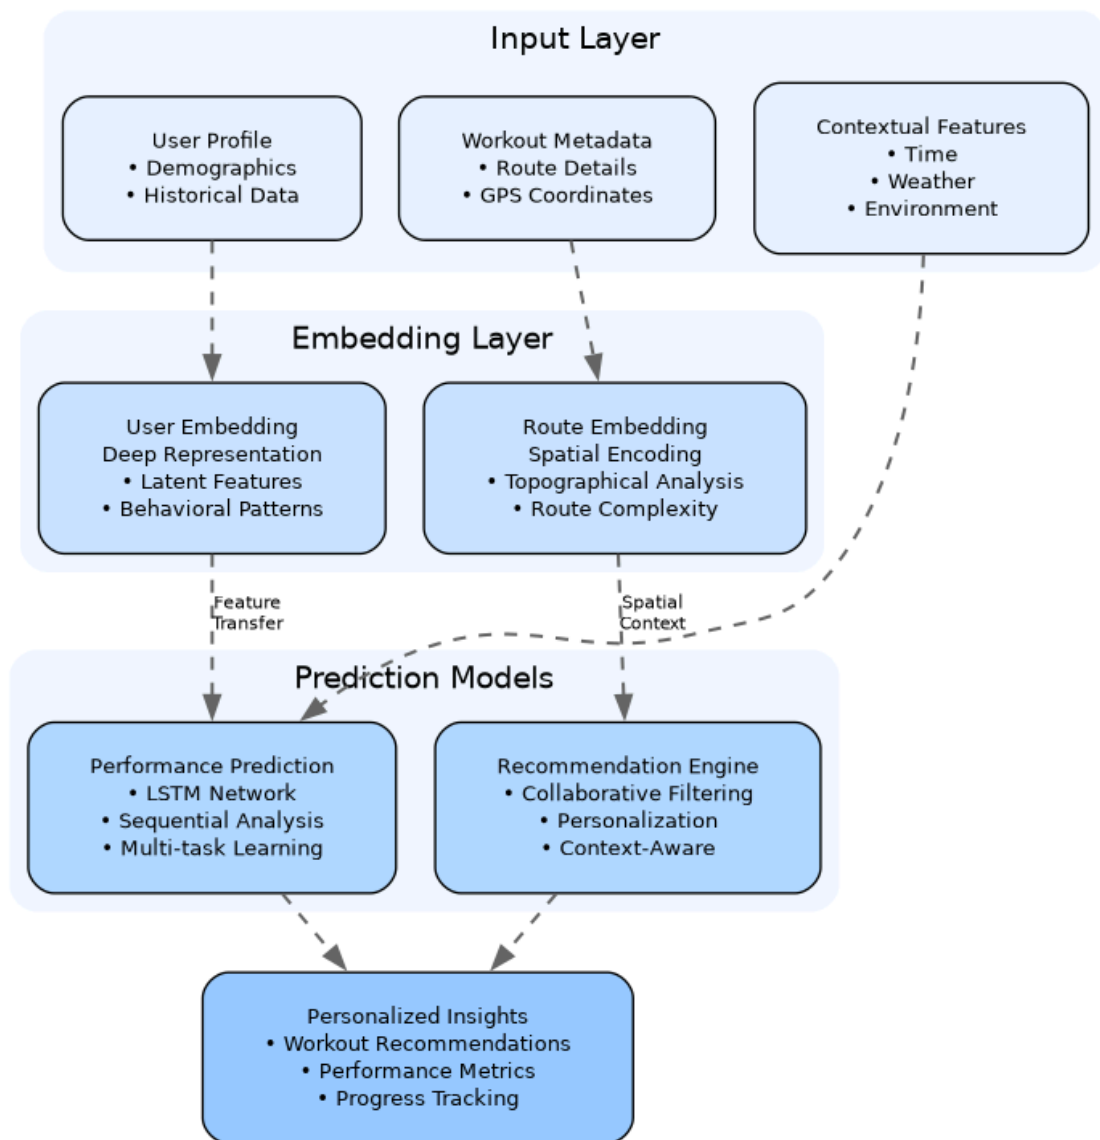 Input Layer
User Profile
• Demographics
• Historical Data
Workout Metadata
• Route Details
• GPS Coordinates
Contextual Features
• Time
• Weather
• Environment
Embedding Layer
User Embedding
Deep Representation
• Latent Features
• Behavioral Patterns
Route Embedding
Spatial Encoding
• Topographical Analysis
• Route Complexity
Feature
Transfer
Spatial
Context
Prediction Models
Performance Prediction
• LSTM Network
• Sequential Analysis
• Multi-task Learning
Recommendation Engine
• Collaborative Filtering
• Personalization
• Context-Aware
Personalized Insights
• Workout Recommendations
• Performance Metrics
• Progress Tracking